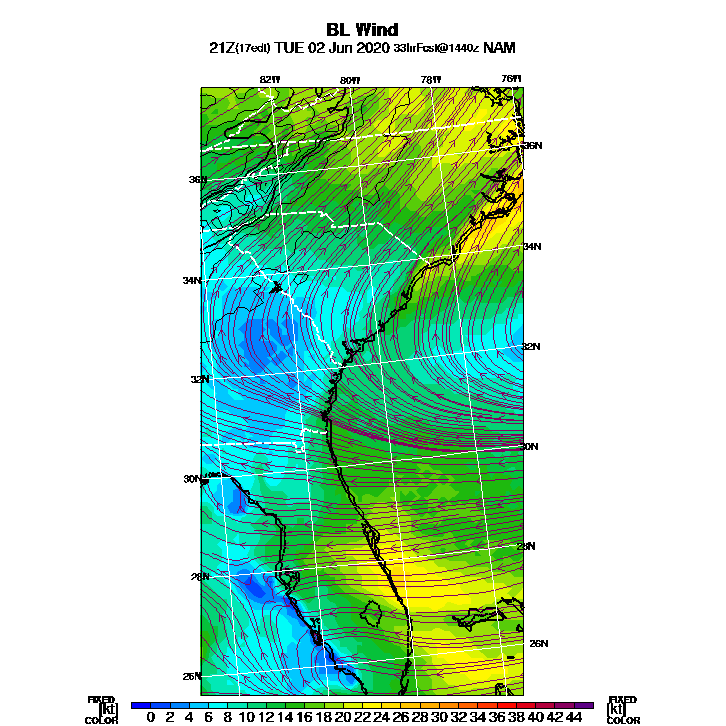 BL Wind
21Z(17edt) TUE 02 Jun 2020 33hrFcst@1440z NAM
82W 80W 78W 76W
36N
36N
34N
34N
32N
32N
30N
30N
28N
28N
26N
26N
FIXED FIXED
[kt] 0 2 4 6 8 10 12 14 16 18 20 22 24 26 28 30 32 34 36 38 40 42 44 [kt]
COLOR COLOR